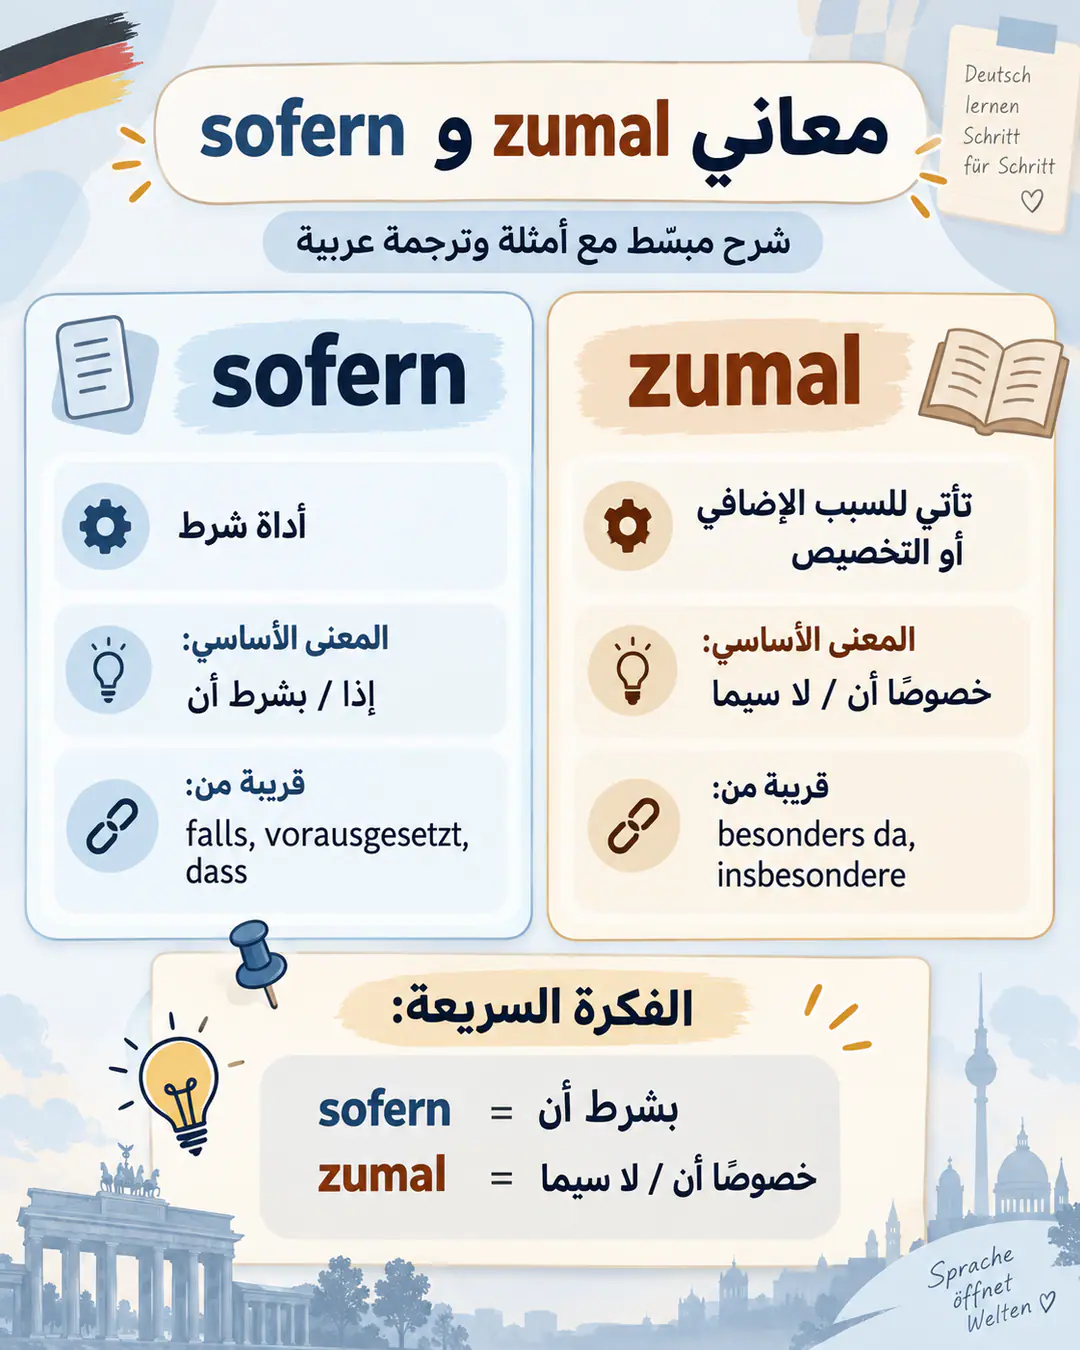 معاني zumal و sofern
Deutsch
lernen
Schritt
für Schritt
شرح مبسّط مع أمثلة وترجمة عربية
sofern
أداة شرط
المعنى الأساسي:
إذا / بشرط أن
قريبة من:
falls, vorausgesetzt,
dass
zumal
تأتي للسبب الإضافي
أو التخصيص
المعنى الأساسي:
خصوصًا أن / لا سيما
قريبة من:
besonders da,
insbesondere
الفكرة السريعة:
sofern = بشرط أن
zumal = خصوصًا أن / لا سيما
Sprache
öffnet
Welten